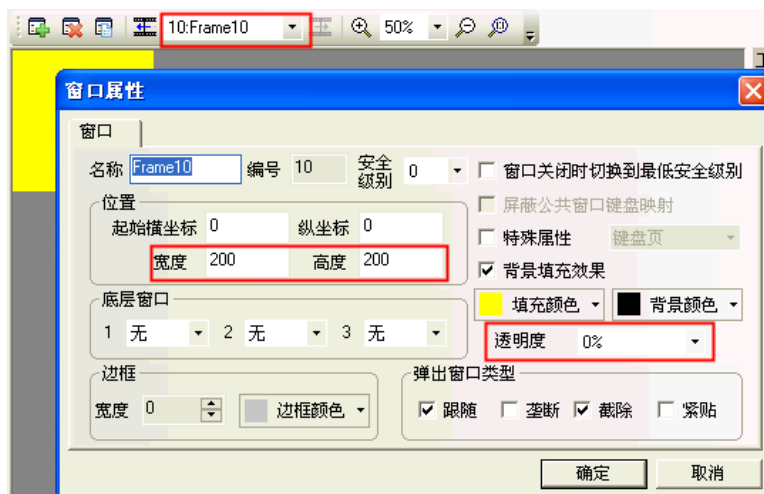 10:Frame10 50%
窗口属性
窗口
名称 Frame10 编号 10 安全级别 0 窗口关闭时切换到最低安全级别
位置 屏蔽公共窗口键盘映射
起始横坐标 0 纵坐标 0 特殊属性 键盘页
宽度 200 高度 200 背景填充效果
底层窗口 填充颜色 背景颜色
1 无 2 无 3 无 透明度 0%
边框 弹出窗口类型
宽度 0 边框颜色 跟随 垄断 截除 紧贴
确定 取消